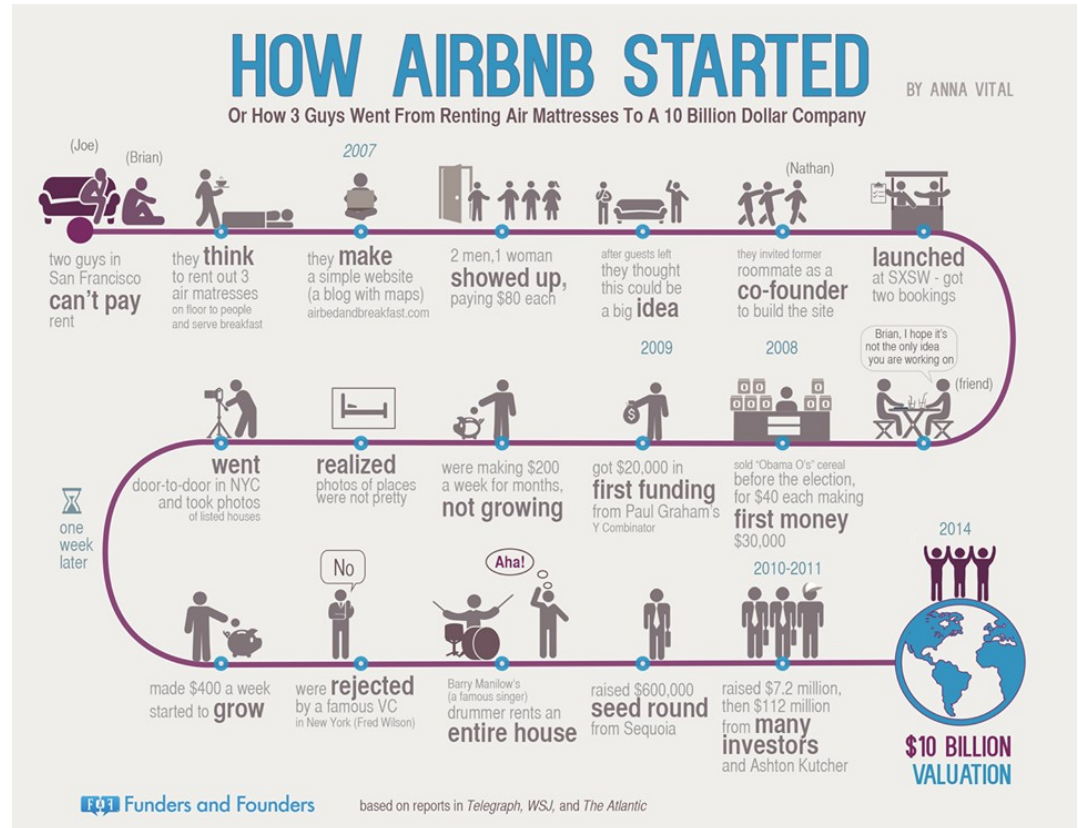 HOW AIRBNB STARTED
BY ANNA VITAL
Or How 3 Guys Went From Renting Air Mattresses To A 10 Billion Dollar Company
(Joe)
(Brian)
two guys in
San Francisco
can't pay
rent
they think
to rent out 3
air matresses
on floor to people
and serve breakfast
2007
they make
a simple website
(a blog with maps)
airbedandbreakfast.com
2 men,1 woman
showed up,
paying $80 each
after guests left
they thought
this could be
a big idea
(Nathan)
they invited former
roommate as a
co-founder
to build the site
launched
at SXSW - got
two bookings
Brian, I hope it's
not the only idea
you are working on
(friend)
2008
sold "Obama O's" cereal
before the election,
for $40 each making
first money
$30,000
2009
got $20,000 in
first funding
from Paul Graham's
Y Combinator
were making $200
a week for months,
not growing
realized
photos of places
were not pretty
went
door-to-door in NYC
and took photos
of listed houses
one
week
later
made $400 a week
started to grow
No
were rejected
by a famous VC
in New York (Fred Wilson)
Aha!
Barry Manilow's
(a famous singer)
drummer rents an
entire house
raised $600,000
seed round
from Sequoia
2010-2011
raised $7.2 million,
then $112 million
from many
investors
and Ashton Kutcher
2014
$10 BILLION
VALUATION
Funders and Founders
based on reports in Telegraph, WSJ, and The Atlantic